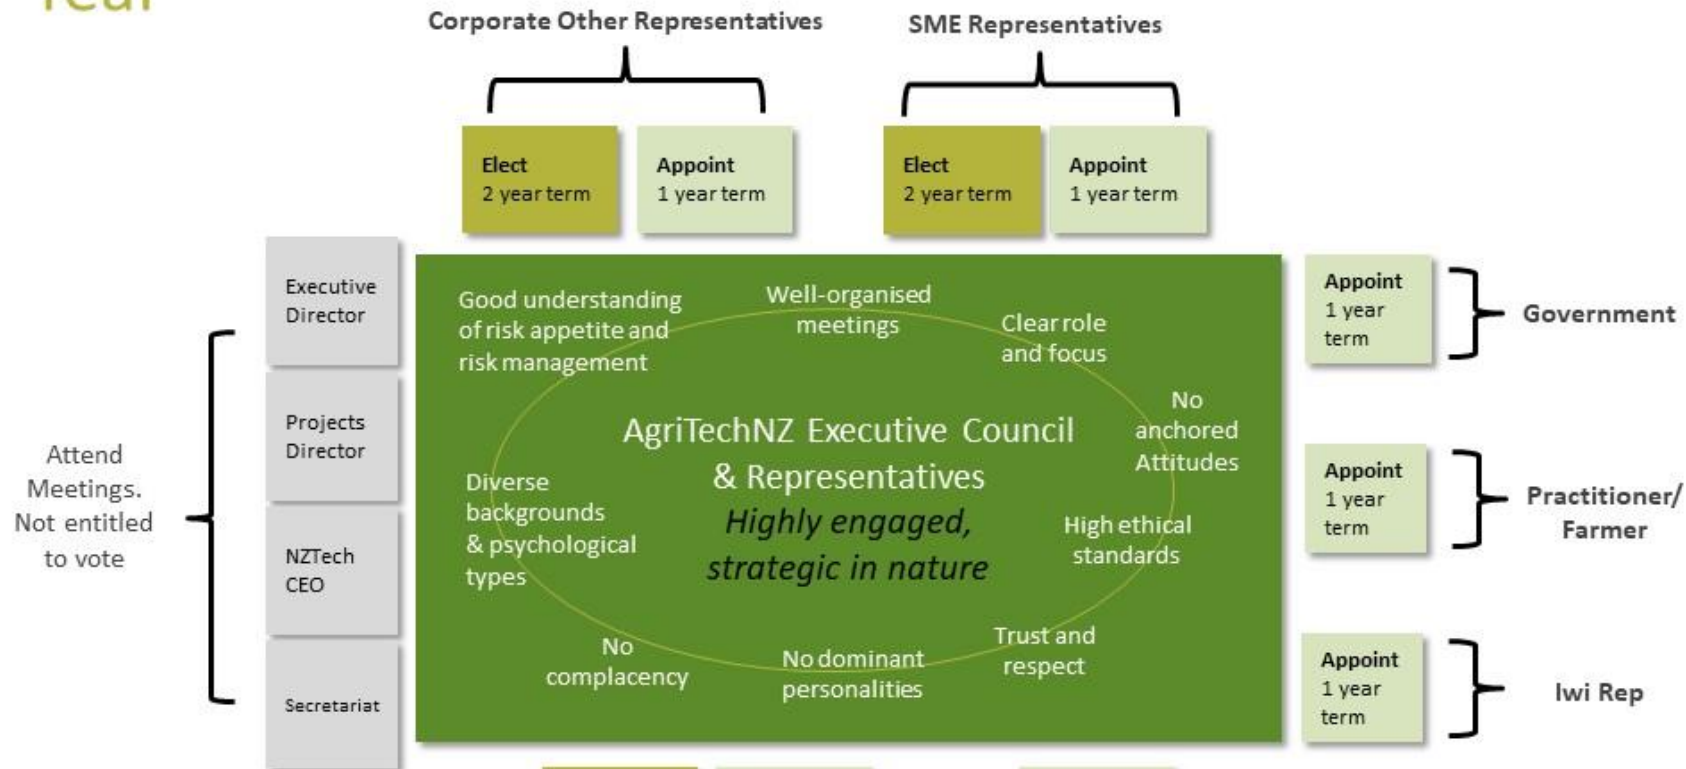 Corporate Other Representatives
SME Representatives
Elect
2 year term
Appoint
1 year term
Elect
2 year term
Appoint
1 year term
Attend
Meetings.
Not entitled
to vote
Executive
Director
Projects
Director
NZTech
CEO
Secretariat
Good understanding
of risk appetite and
risk management
Well-organised
meetings
Clear role
and focus
No
anchored
Attitudes
AgriTechNZ Executive Council
& Representatives
Highly engaged,
strategic in nature
Diverse
backgrounds
& psychological
types
High ethical
standards
No
complacency
No dominant
personalities
Trust and
respect
Appoint
1 year
term
Government
Appoint
1 year
term
Practitioner/
Farmer
Appoint
1 year
term
Iwi Rep